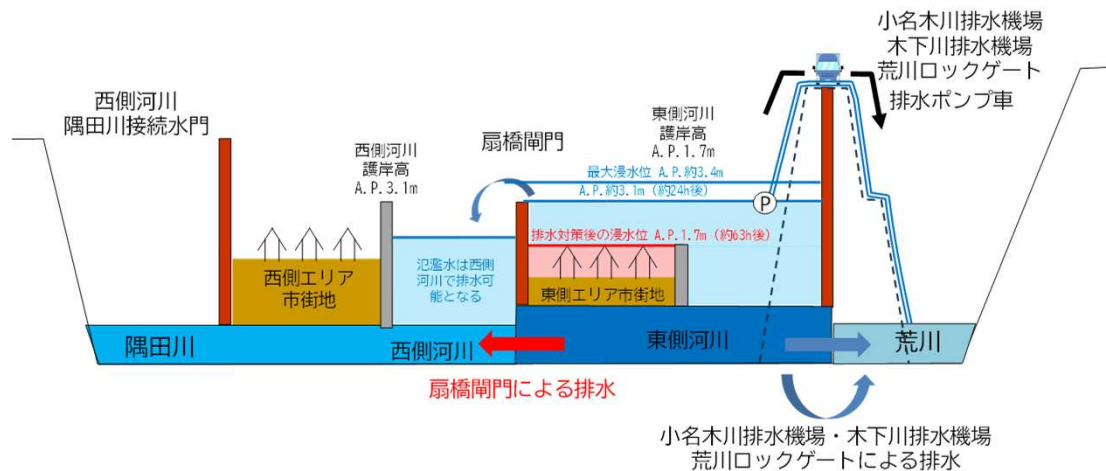 小名木川排水機場
木下川排水機場
荒川ロックゲート
排水ポンプ車
西側河川
隅田川接続水門
西側河川
護岸高
A.P.3.1m
扇橋閘門
東側河川
護岸高
A.P.1.7m
最大浸水位 A.P.約3.4m
A.P.約3.1m(約24h後)
P
排水対策後の浸水位 A.P.1.7m(約63h後)
西側エリア
市街地
氾濫水は西側
河川で排水可
能となる
東側エリア市街地
隅田川
西側河川
東側河川
荒川
扇橋閘門による排水
小名木川排水機場・木下川排水機場
荒川ロックゲートによる排水